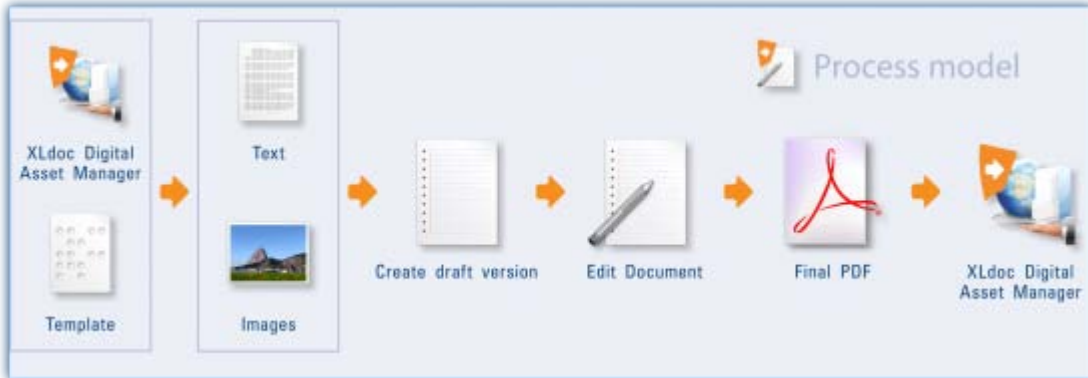 Process model
XLdoc Digital
Asset Manager
Template
Text
Images
Create draft version
Edit Document
Final PDF
XLdoc Digital
Asset Manager